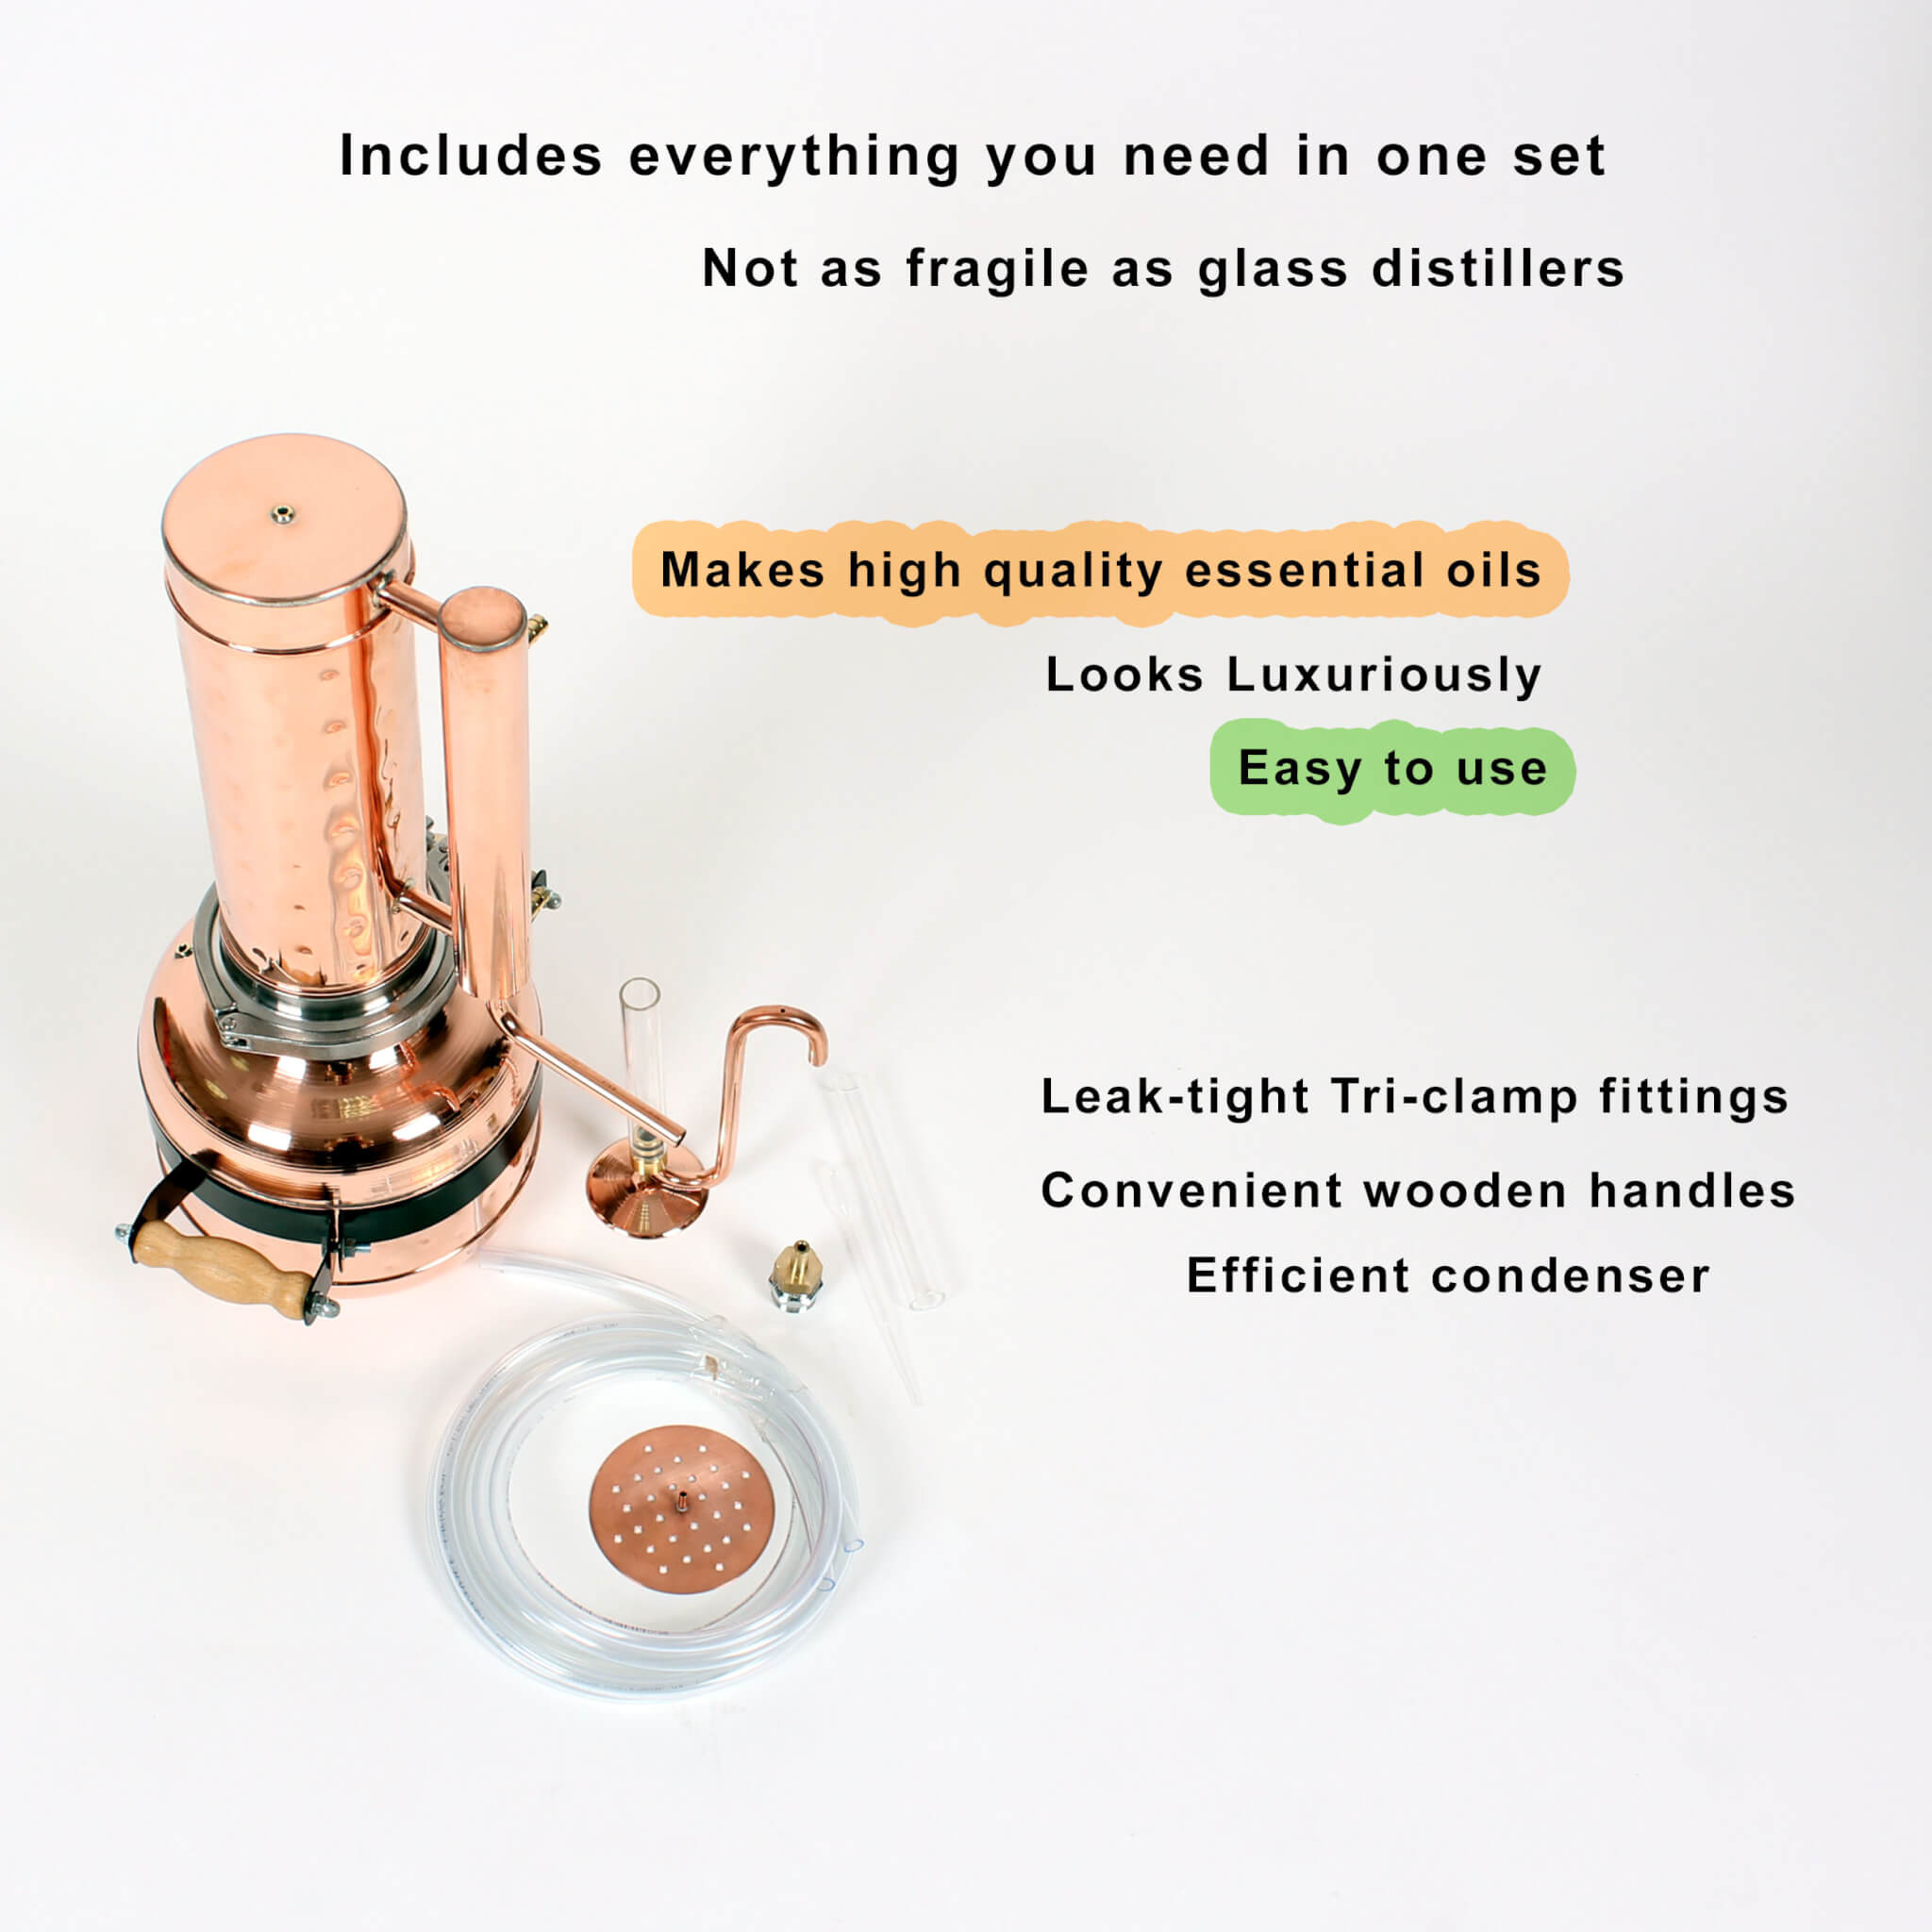 Includes everything you need in one set
Not as fragile as glass distillers
Makes high quality essential oils
Looks Luxuriously
Easy to use
Leak-tight Tri-clamp fittings
Convenient wooden handles
Efficient condenser